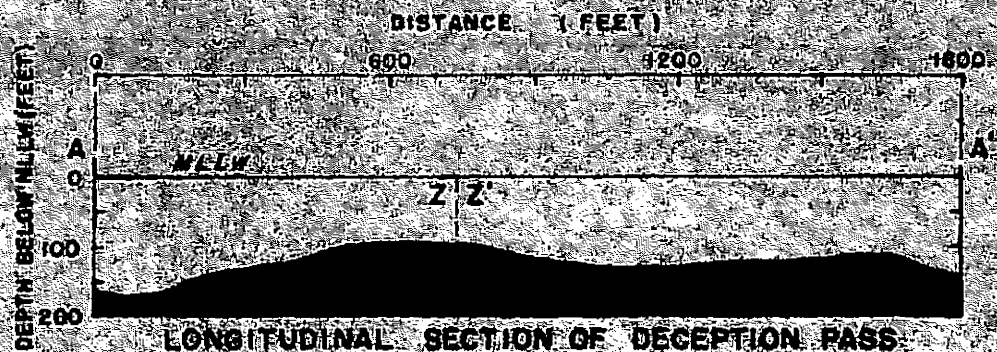 DISTANCE (FEET)
0 600 1200 1800
DEPTH BELOW MLLW (FEET)
A A'
MLLW
0
Z Z'
100
200
LONGITUDINAL SECTION OF DECEPTION PASS